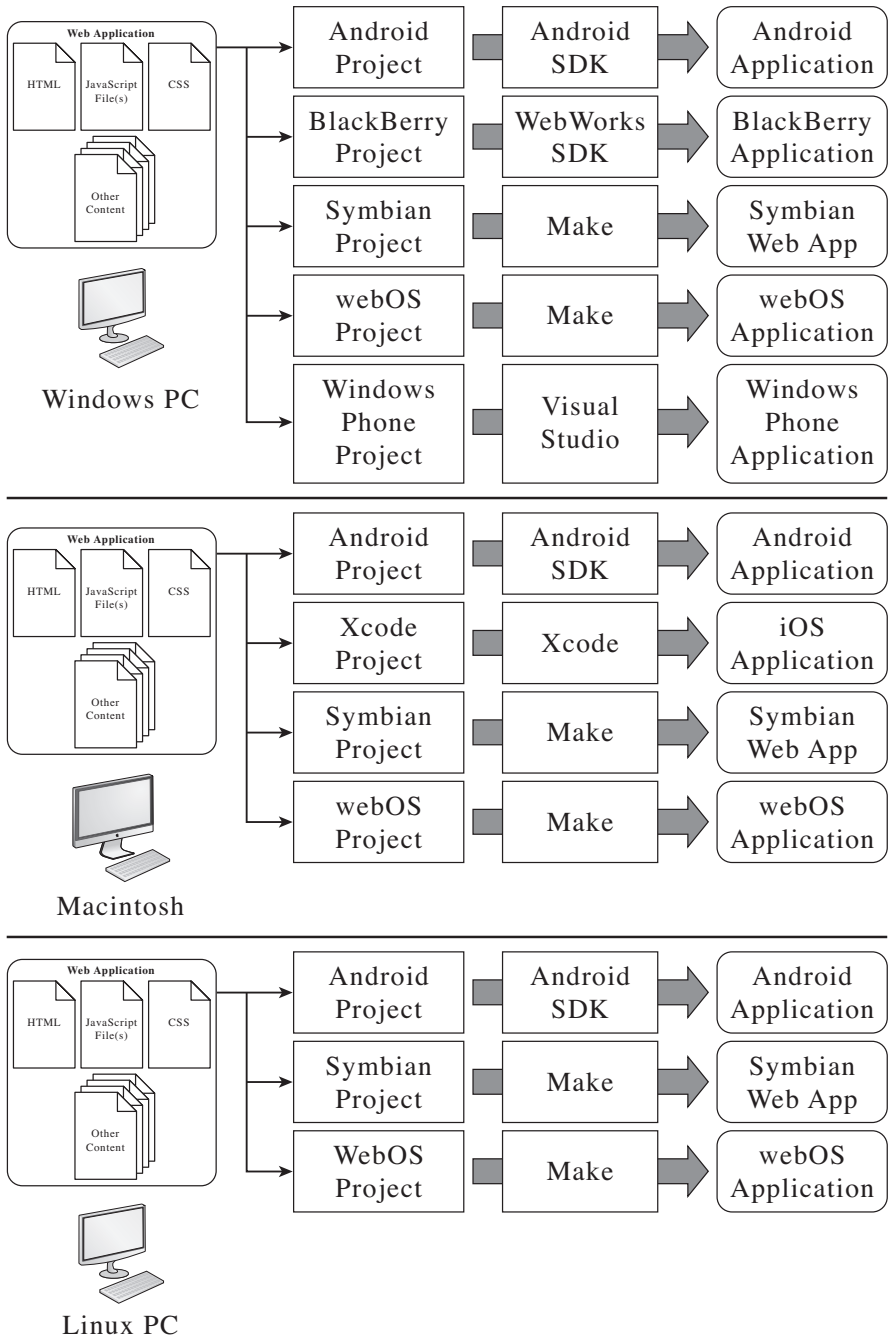 Web Application
HTML
JavaScript
File(s)
CSS
Other
Content
Windows PC
Android
Project
Android
SDK
Android
Application
BlackBerry
Project
WebWorks
SDK
BlackBerry
Application
Symbian
Project
Make
Symbian
Web App
webOS
Project
Make
webOS
Application
Windows
Phone
Project
Visual
Studio
Windows
Phone
Application
Web Application
HTML
JavaScript
File(s)
CSS
Other
Content
Macintosh
Android
Project
Android
SDK
Android
Application
Xcode
Project
Xcode
iOS
Application
Symbian
Project
Make
Symbian
Web App
webOS
Project
Make
webOS
Application
Web Application
HTML
JavaScript
File(s)
CSS
Other
Content
Linux PC
Android
Project
Android
SDK
Android
Application
Symbian
Project
Make
Symbian
Web App
WebOS
Project
Make
webOS
Application